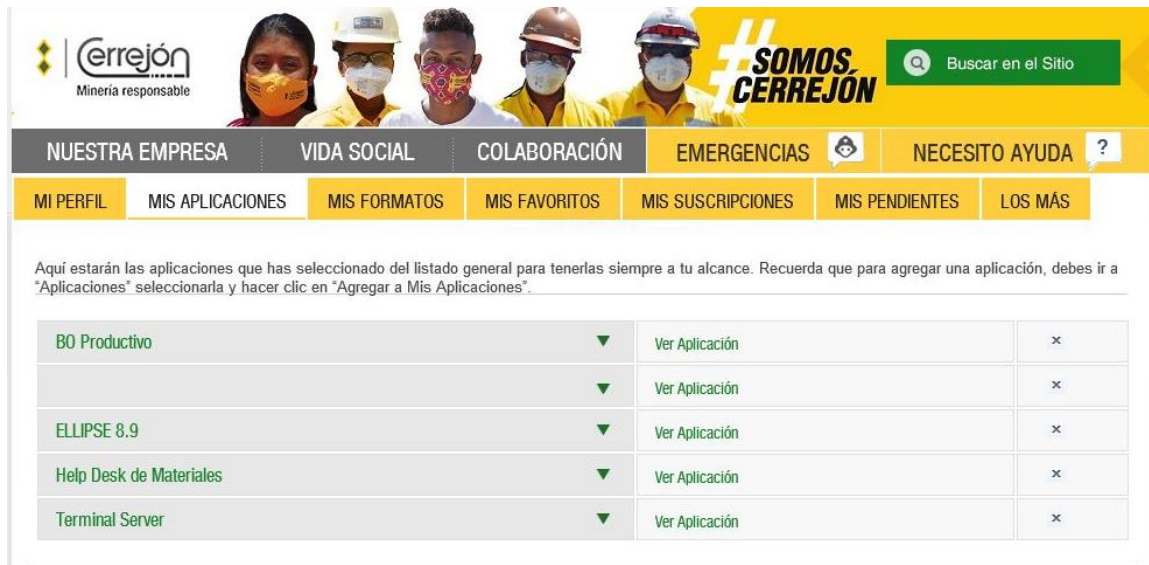 Cerrejón
Minería responsable
#SOMOS
CERREJÓN
Buscar en el Sitio
NUESTRA EMPRESA VIDA SOCIAL COLABORACIÓN EMERGENCIAS NECESITO AYUDA ?
MI PERFIL MIS APLICACIONES MIS FORMATOS MIS FAVORITOS MIS SUSCRIPCIONES MIS PENDIENTES LOS MÁS
Aquí estarán las aplicaciones que has seleccionado del listado general para tenerlas siempre a tu alcance. Recuerda que para agregar una aplicación, debes ir a
“Aplicaciones” seleccionarla y hacer clic en “Agregar a Mis Aplicaciones”.
BO Productivo ▼ Ver Aplicación ×
▼ Ver Aplicación ×
ELLIPSE 8.9 ▼ Ver Aplicación ×
Help Desk de Materiales ▼ Ver Aplicación ×
Terminal Server ▼ Ver Aplicación ×